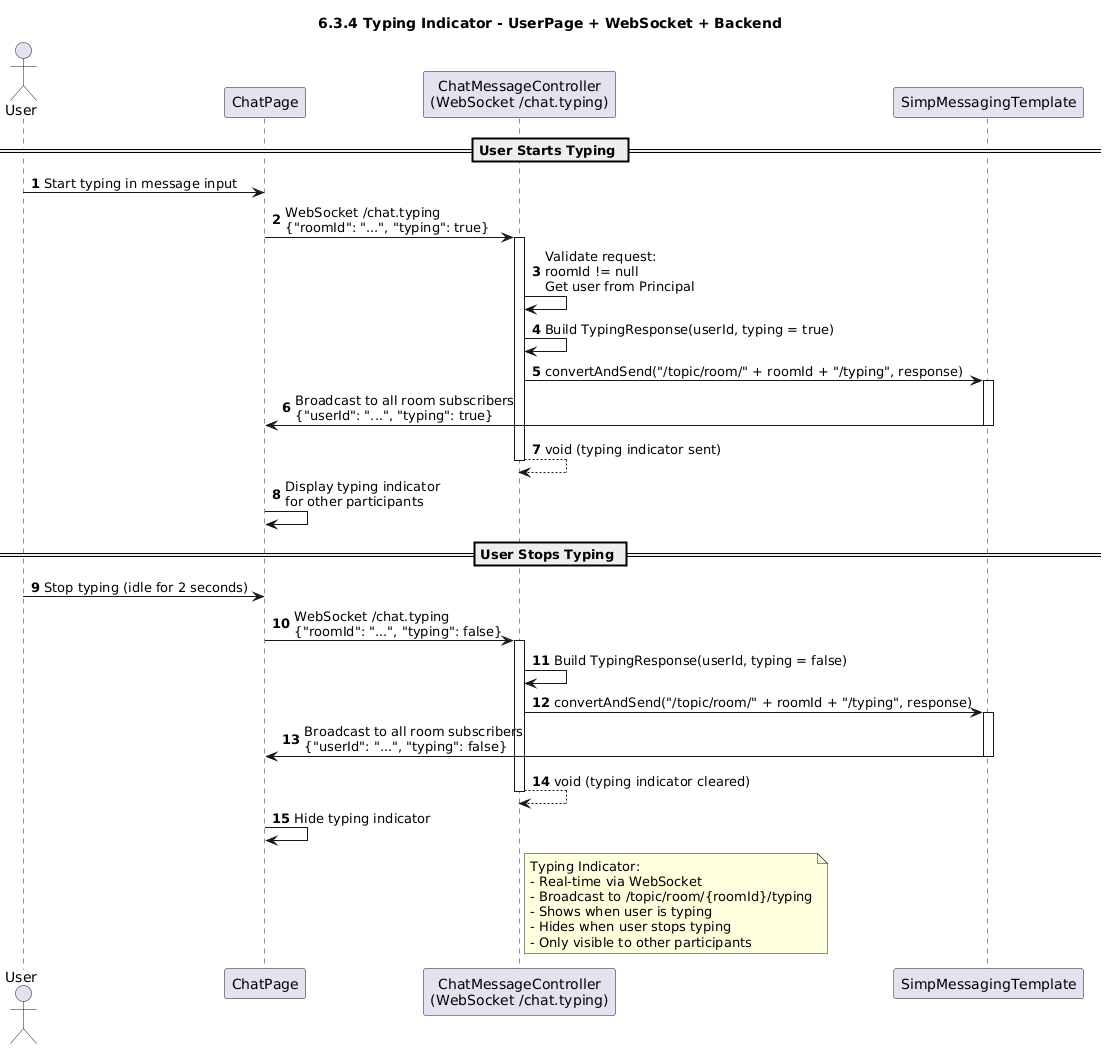 6.3.4 Typing Indicator - UserPage + WebSocket + Backend
User
ChatPage
ChatMessageController
(WebSocket /chat.typing)
SimpMessagingTemplate
User Starts Typing
1 Start typing in message input
2 WebSocket /chat.typing
{"roomId": "...", "typing": true}
3 Validate request:
roomId != null
Get user from Principal
4 Build TypingResponse(userId, typing = true)
5 convertAndSend("/topic/room/" + roomId + "/typing", response)
6 Broadcast to all room subscribers
{"userId": "...", "typing": true}
7 void (typing indicator sent)
8 Display typing indicator
for other participants
User Stops Typing
9 Stop typing (idle for 2 seconds)
10 WebSocket /chat.typing
{"roomId": "...", "typing": false}
11 Build TypingResponse(userId, typing = false)
12 convertAndSend("/topic/room/" + roomId + "/typing", response)
13 Broadcast to all room subscribers
{"userId": "...", "typing": false}
14 void (typing indicator cleared)
15 Hide typing indicator
Typing Indicator:
- Real-time via WebSocket
- Broadcast to /topic/room/{roomId}/typing
- Shows when user is typing
- Hides when user stops typing
- Only visible to other participants
User
ChatPage
ChatMessageController
(WebSocket /chat.typing)
SimpMessagingTemplate